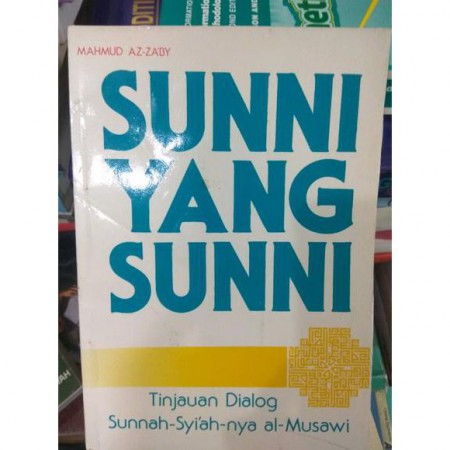 MAHMUD AZ-ZA'BY
SUNNI
YANG
SUNNI
Tinjauan Dialog
Sunnah-Syi'ah-nya al-Musawi